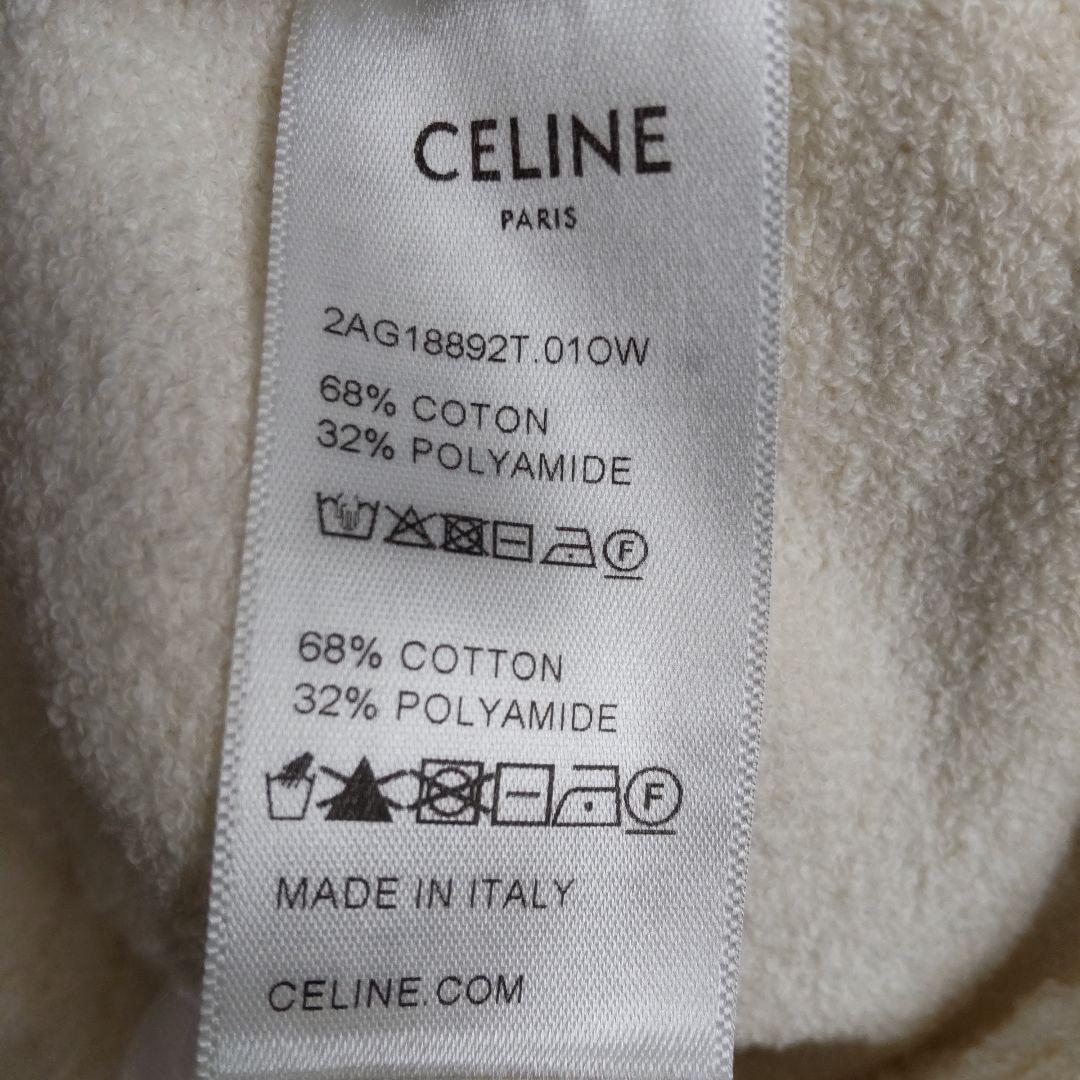 CELINE
PARIS
2AG18892T.01OW
68% COTON
32% POLYAMIDE
F
68% COTTON
32% POLYAMIDE
F
MADE IN ITALY
CELINE.COM